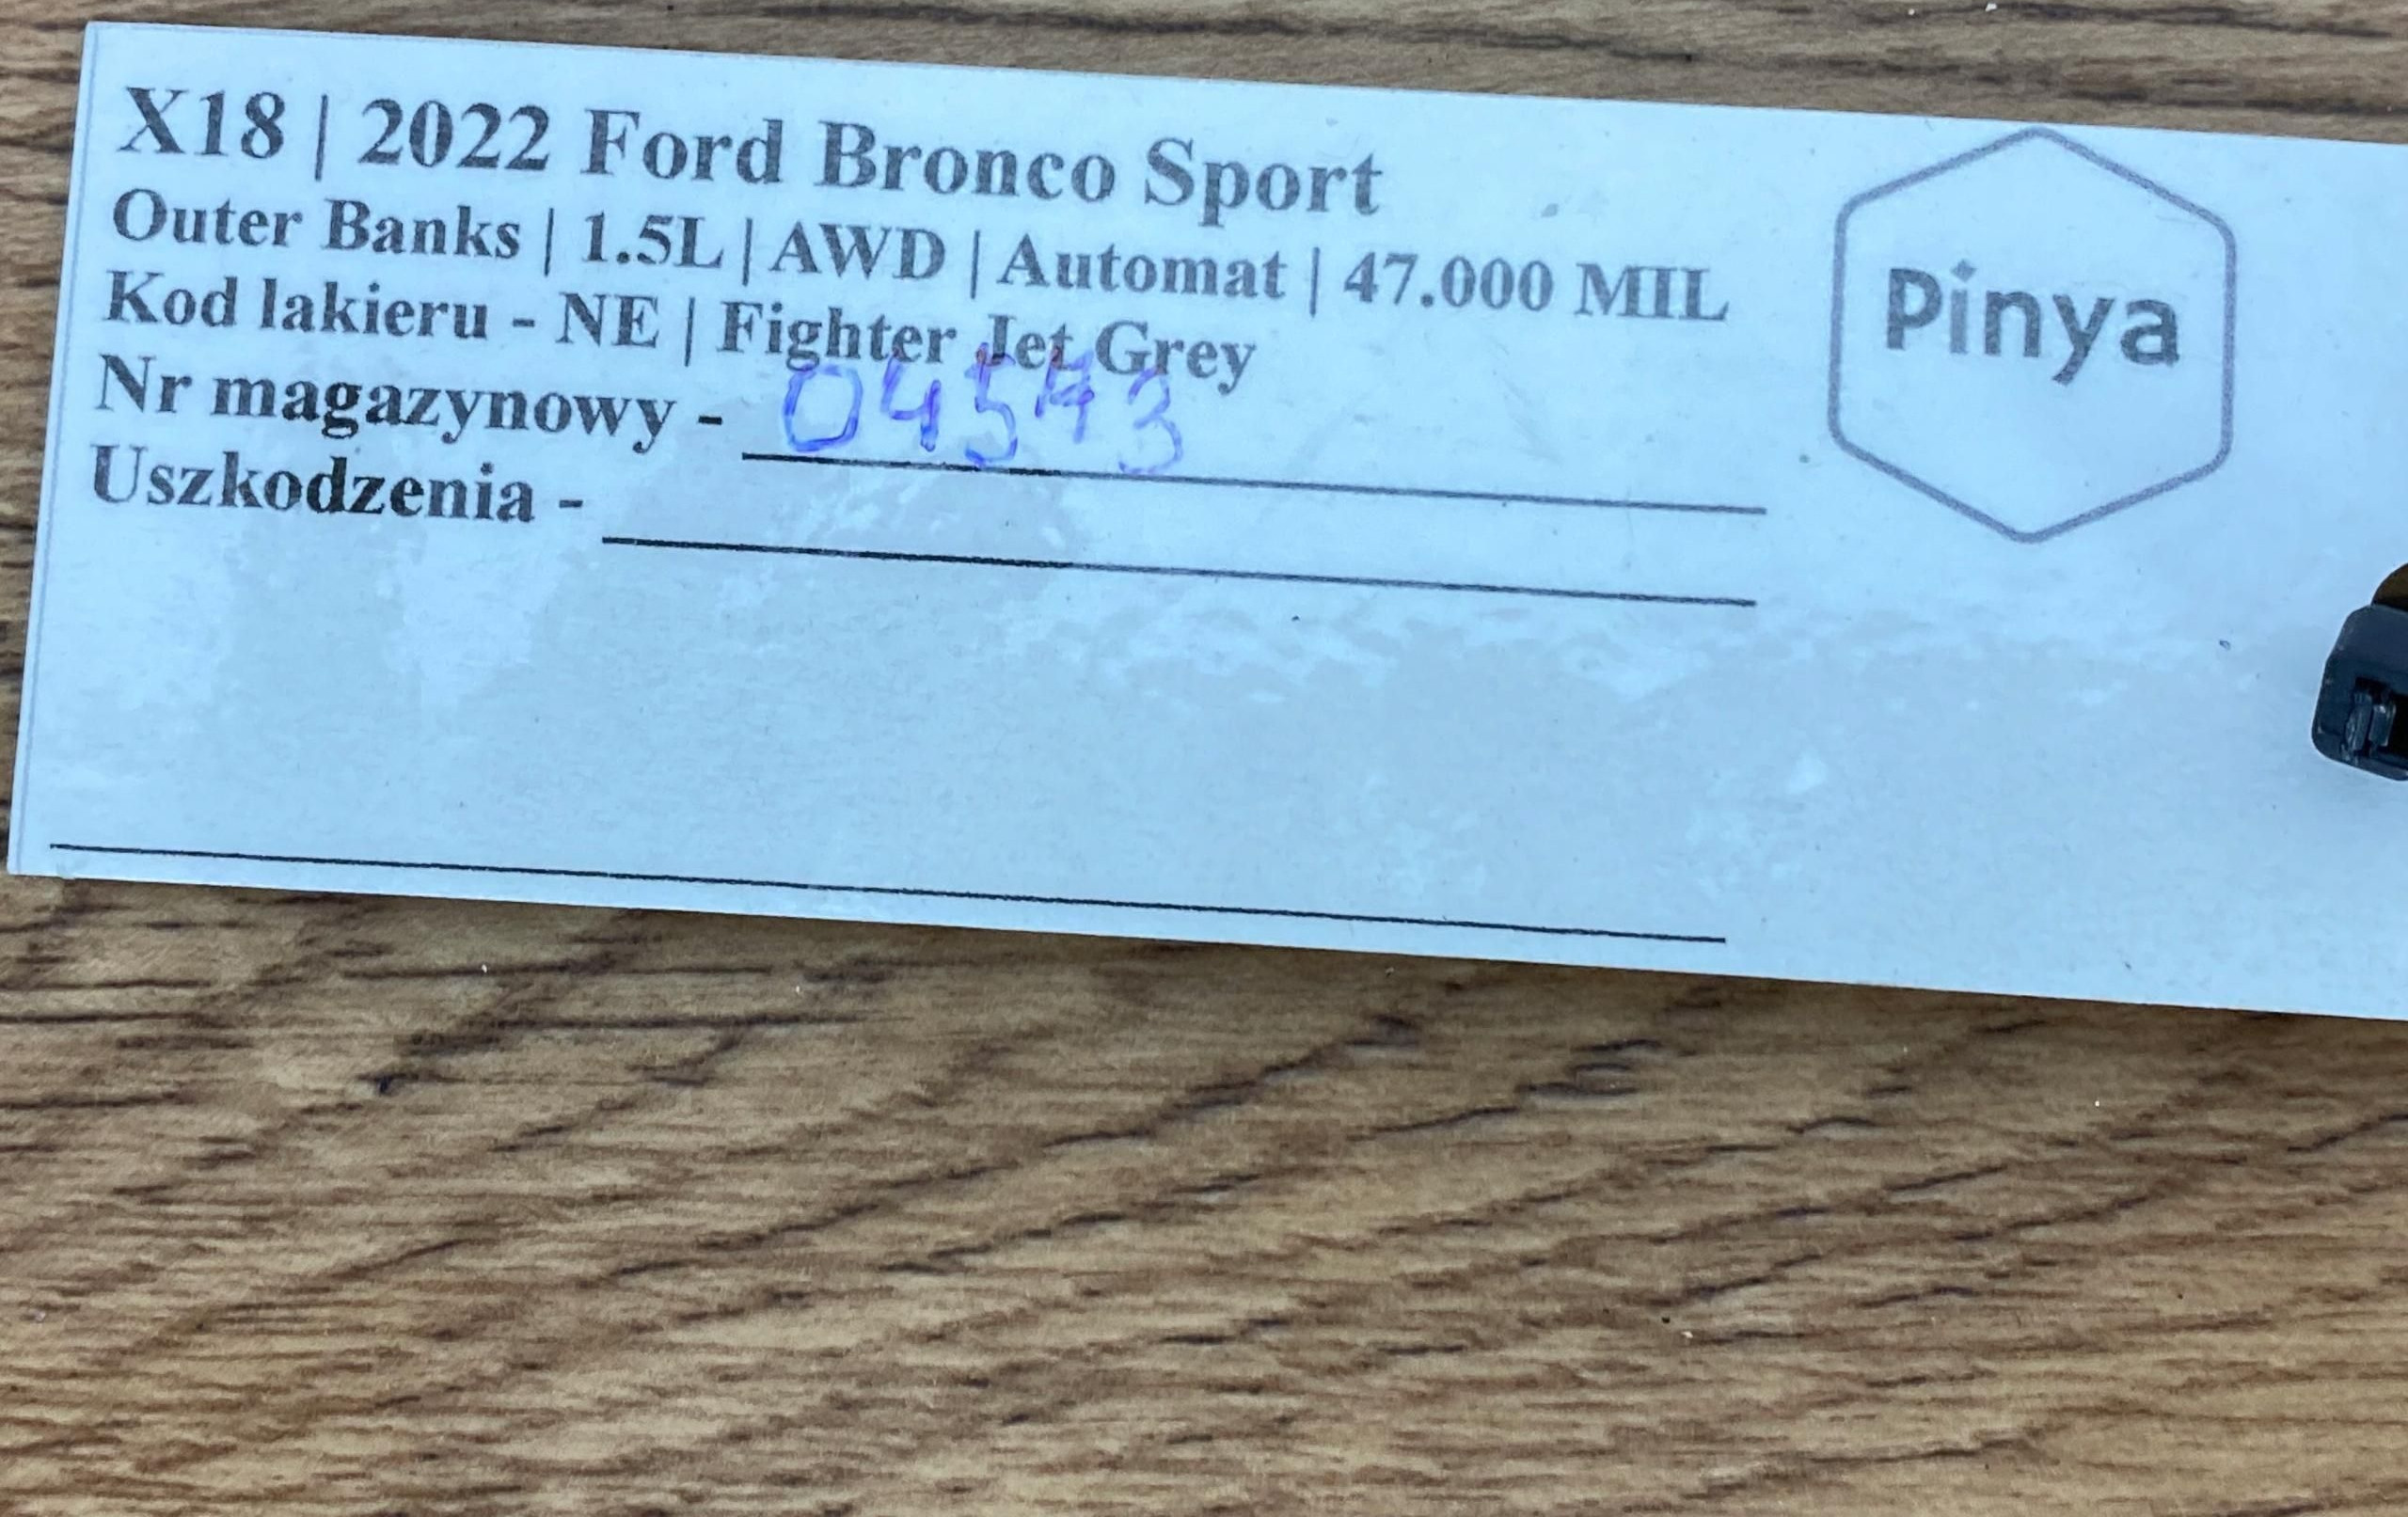 X18 | 2022 Ford Bronco Sport
Outer Banks | 1.5L | AWD | Automat | 47.000 MIL
Kod lakieru - NE | Fighter Jet Grey
Nr magazynowy - 04543
Uszkodzenia -
Pinya